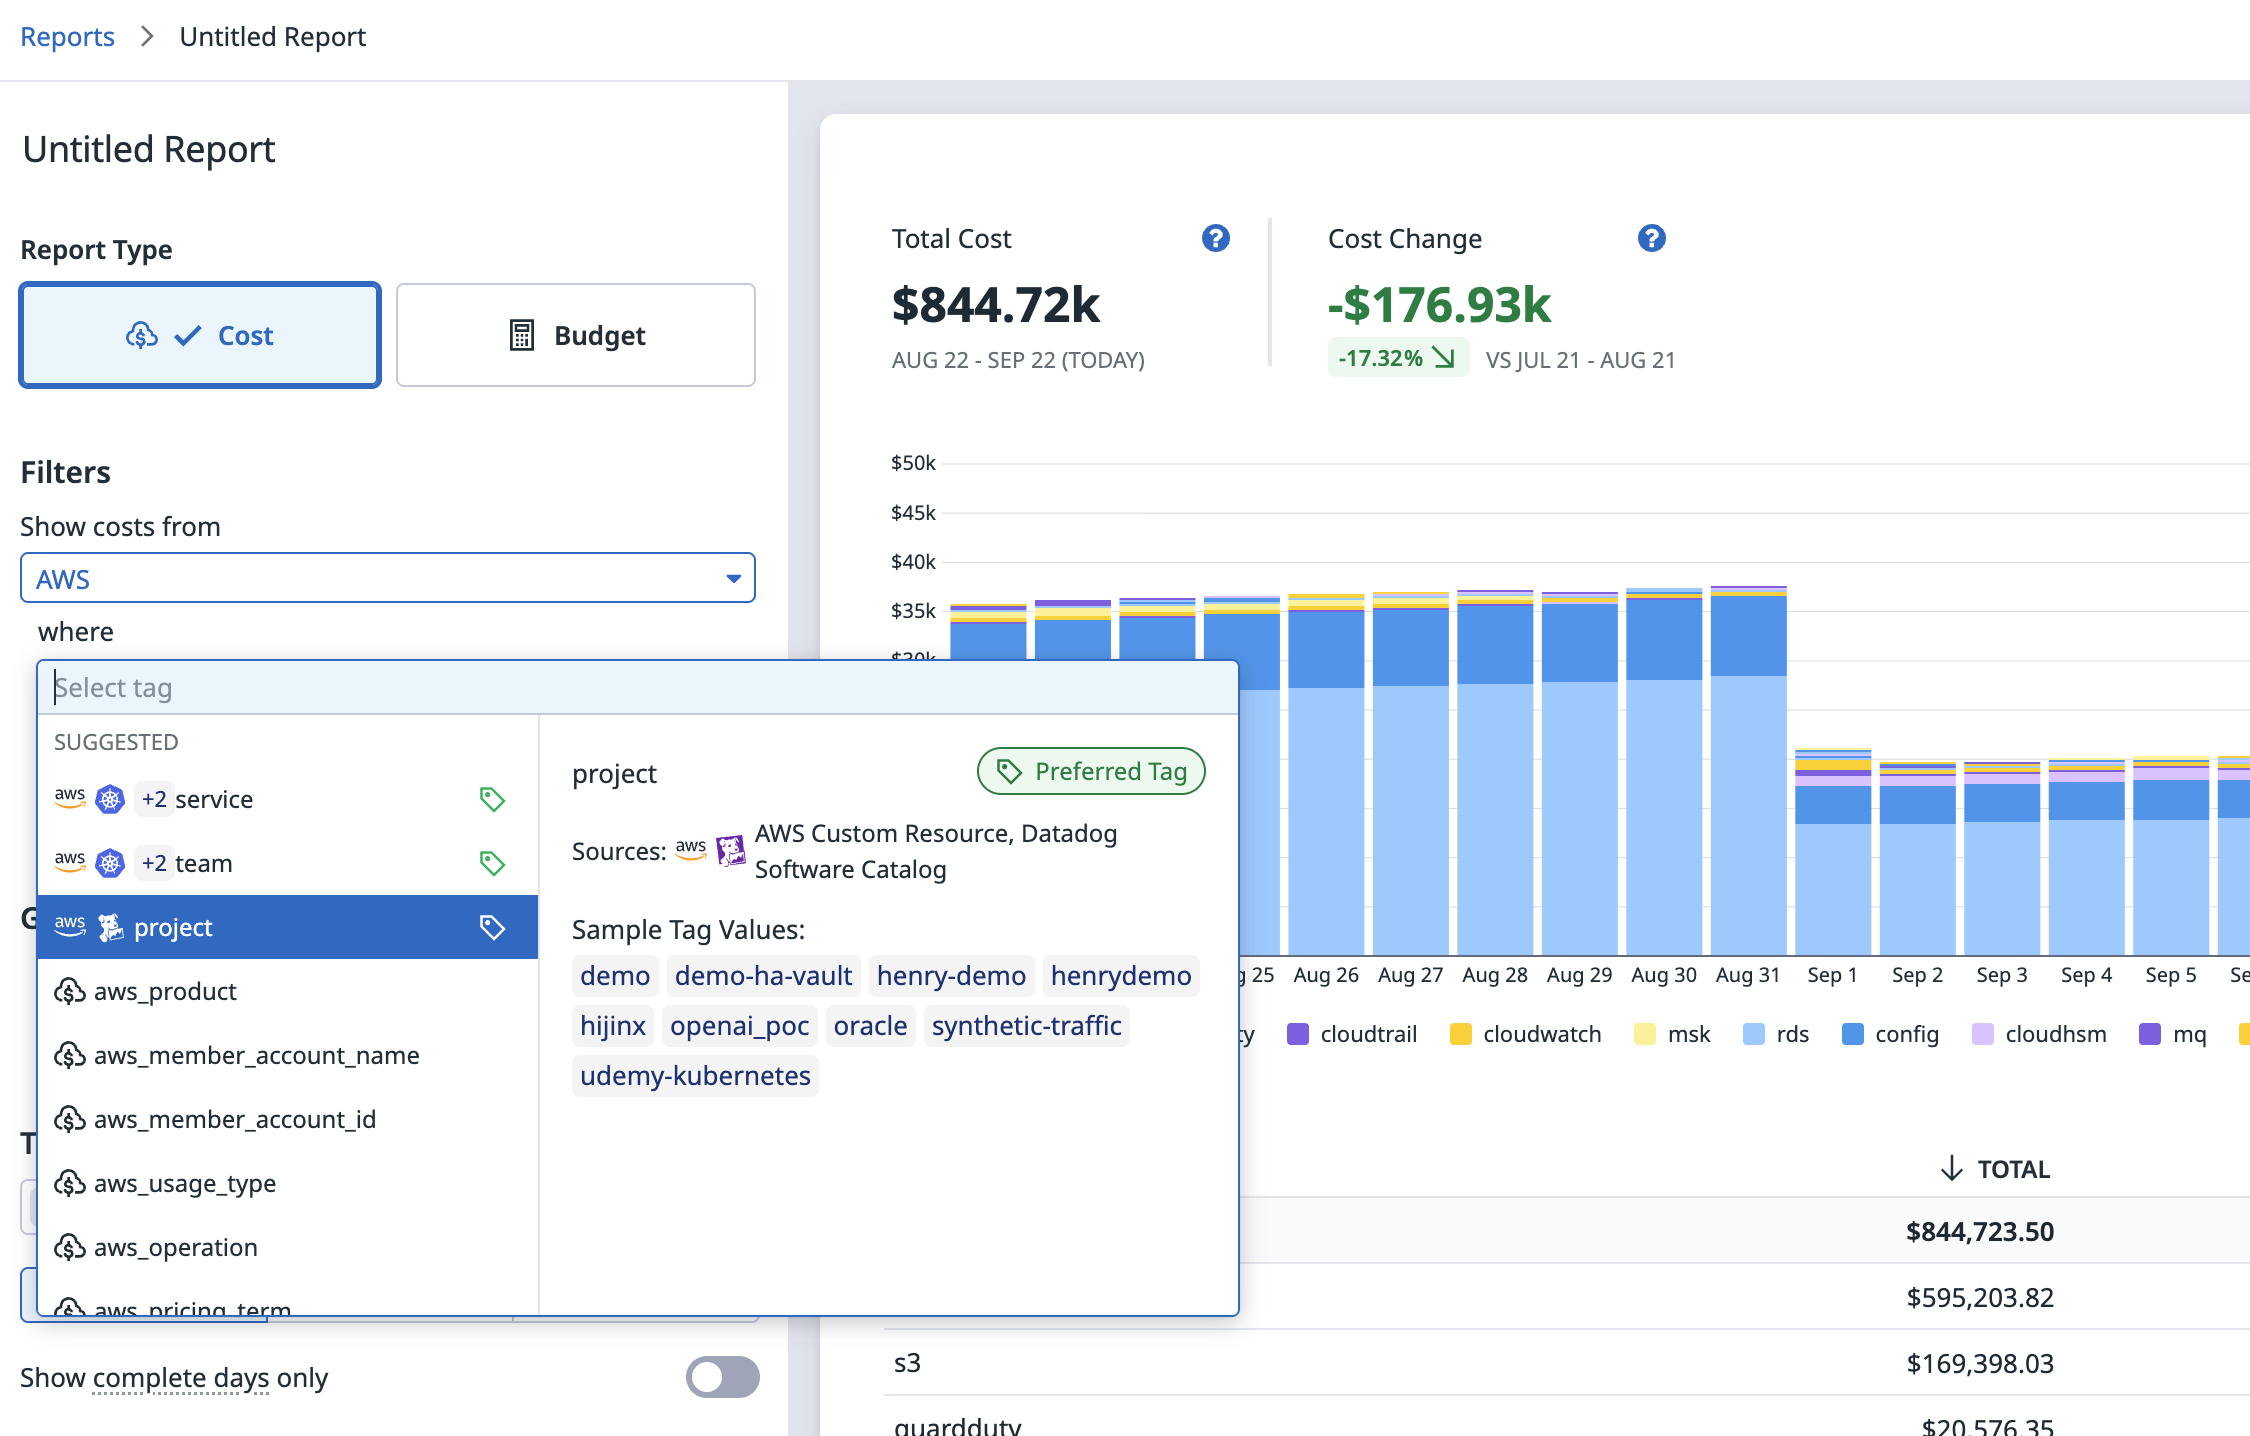 Reports > Untitled Report
Untitled Report
Report Type
Cost
Budget
Filters
Show costs from
AWS
where
Select tag
SUGGESTED
aws +2 service
aws +2 team
aws project
aws_product
aws_member_account_name
aws_member_account_id
aws_usage_type
aws_operation
aws_pricing_term
project
Preferred Tag
Sources: aws AWS Custom Resource, Datadog
Software Catalog
Sample Tag Values:
demo demo-ha-vault henry-demo henrydemo
hijinx openai_poc oracle synthetic-traffic
udemy-kubernetes
Show complete days only
Total Cost
$844.72k
AUG 22 - SEP 22 (TODAY)
Cost Change
-$176.93k
-17.32% VS JUL 21 - AUG 21
$50k
$45k
$40k
$35k
$30k
25 Aug 26 Aug 27 Aug 28 Aug 29 Aug 30 Aug 31 Sep 1 Sep 2 Sep 3 Sep 4 Sep 5
cloudtrail cloudwatch msk rds config cloudhsm mq
TOTAL
$844,723.50
$595,203.82
s3 $169,398.03
guardduty $20,576.35